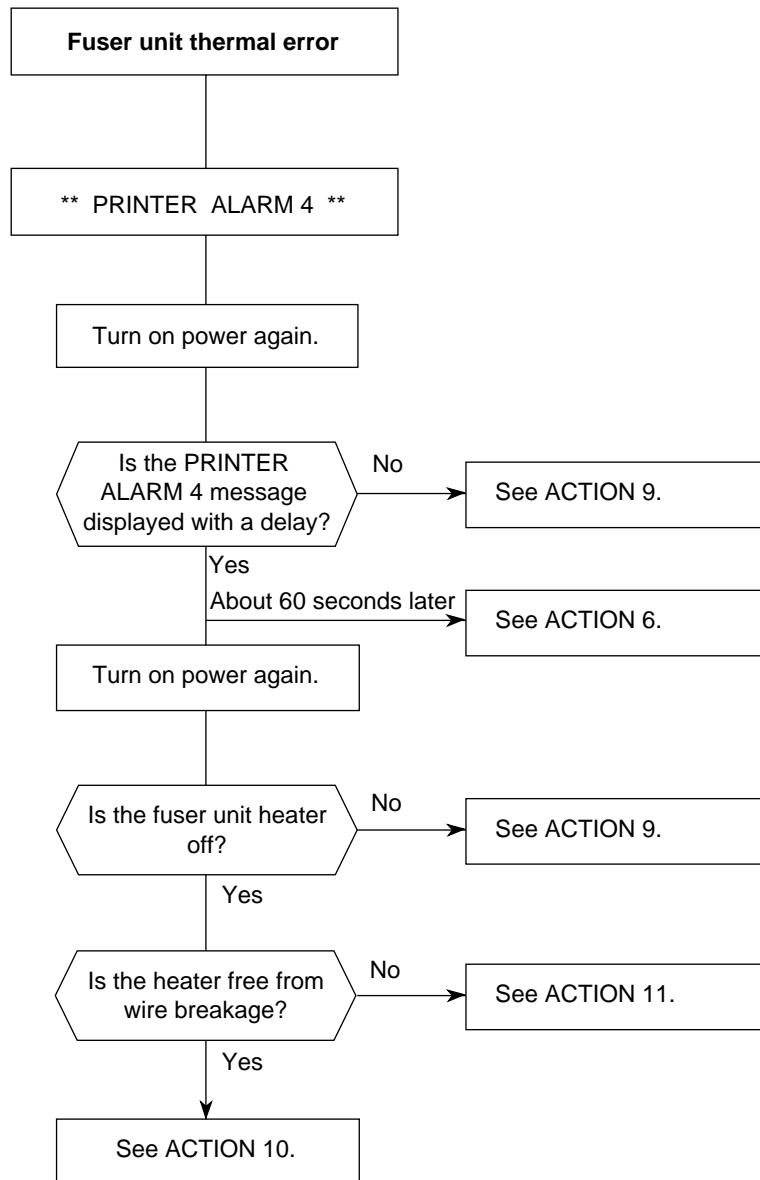 Fuser unit thermal error
** PRINTER ALARM 4 **
Turn on power again.
Is the PRINTER
ALARM 4 message
displayed with a delay?
No
See ACTION 9.
Yes
About 60 seconds later
See ACTION 6.
Turn on power again.
Is the fuser unit heater
off?
No
See ACTION 9.
Yes
Is the heater free from
wire breakage?
No
See ACTION 11.
Yes
See ACTION 10.